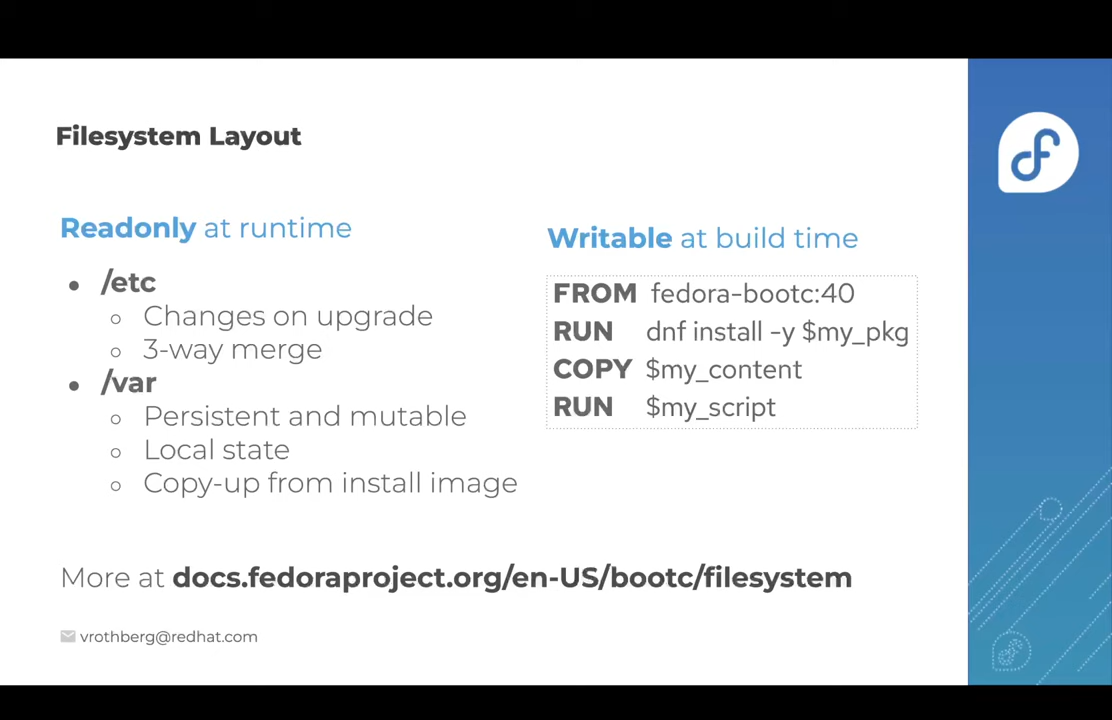 Filesystem Layout
Readonly at runtime
/etc
Changes on upgrade
3-way merge
/var
Persistent and mutable
Local state
Copy-up from install image
Writable at build time
FROM fedora-bootc:40
RUN dnf install -y $my_pkg
COPY $my_content
RUN $my_script
More at docs.fedoraproject.org/en-US/bootc/filesystem
vrothberg@redhat.com